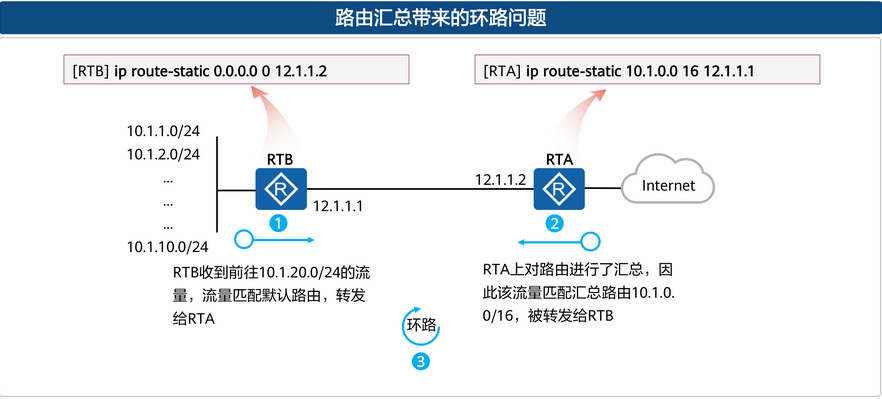 路由汇总带来的环路问题
[RTB] ip route-static 0.0.0.0 0 12.1.1.2
[RTA] ip route-static 10.1.0.0 16 12.1.1.1
10.1.1.0/24
10.1.2.0/24
...
...
...
10.1.10.0/24
RTB
R
12.1.1.1
12.1.1.2
RTA
R
Internet
1
RTB收到前往10.1.20.0/24的流
量，流量匹配默认路由，转发
给RTA
2
RTA上对路由进行了汇总，因
此该流量匹配汇总路由10.1.0.
0/16，被转发给RTB
环路
3